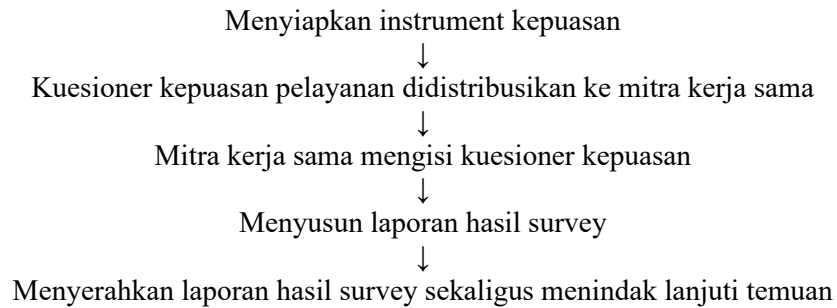 Menyiapkan instrument kepuasan
↓
Kuesioner kepuasan pelayanan didistribusikan ke mitra kerja sama
↓
Mitra kerja sama mengisi kuesioner kepuasan
↓
Menyusun laporan hasil survey
↓
Menyerahkan laporan hasil survey sekaligus menindak lanjuti temuan